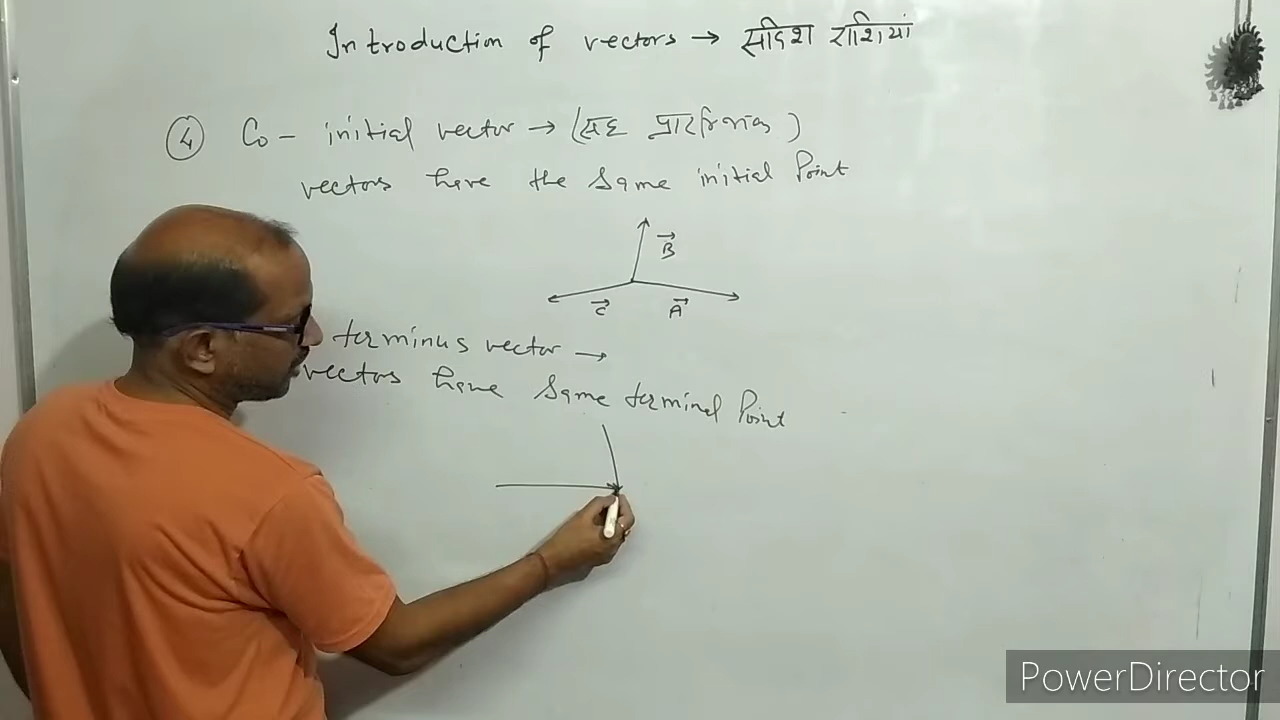 Introduction of vectors → सदिश राशियां
④ Co - initial vector → (सह प्रारम्भिक)
vectors have the same initial Point
B
C A
terminus vector →
vectors have same terminal Point
PowerDirector